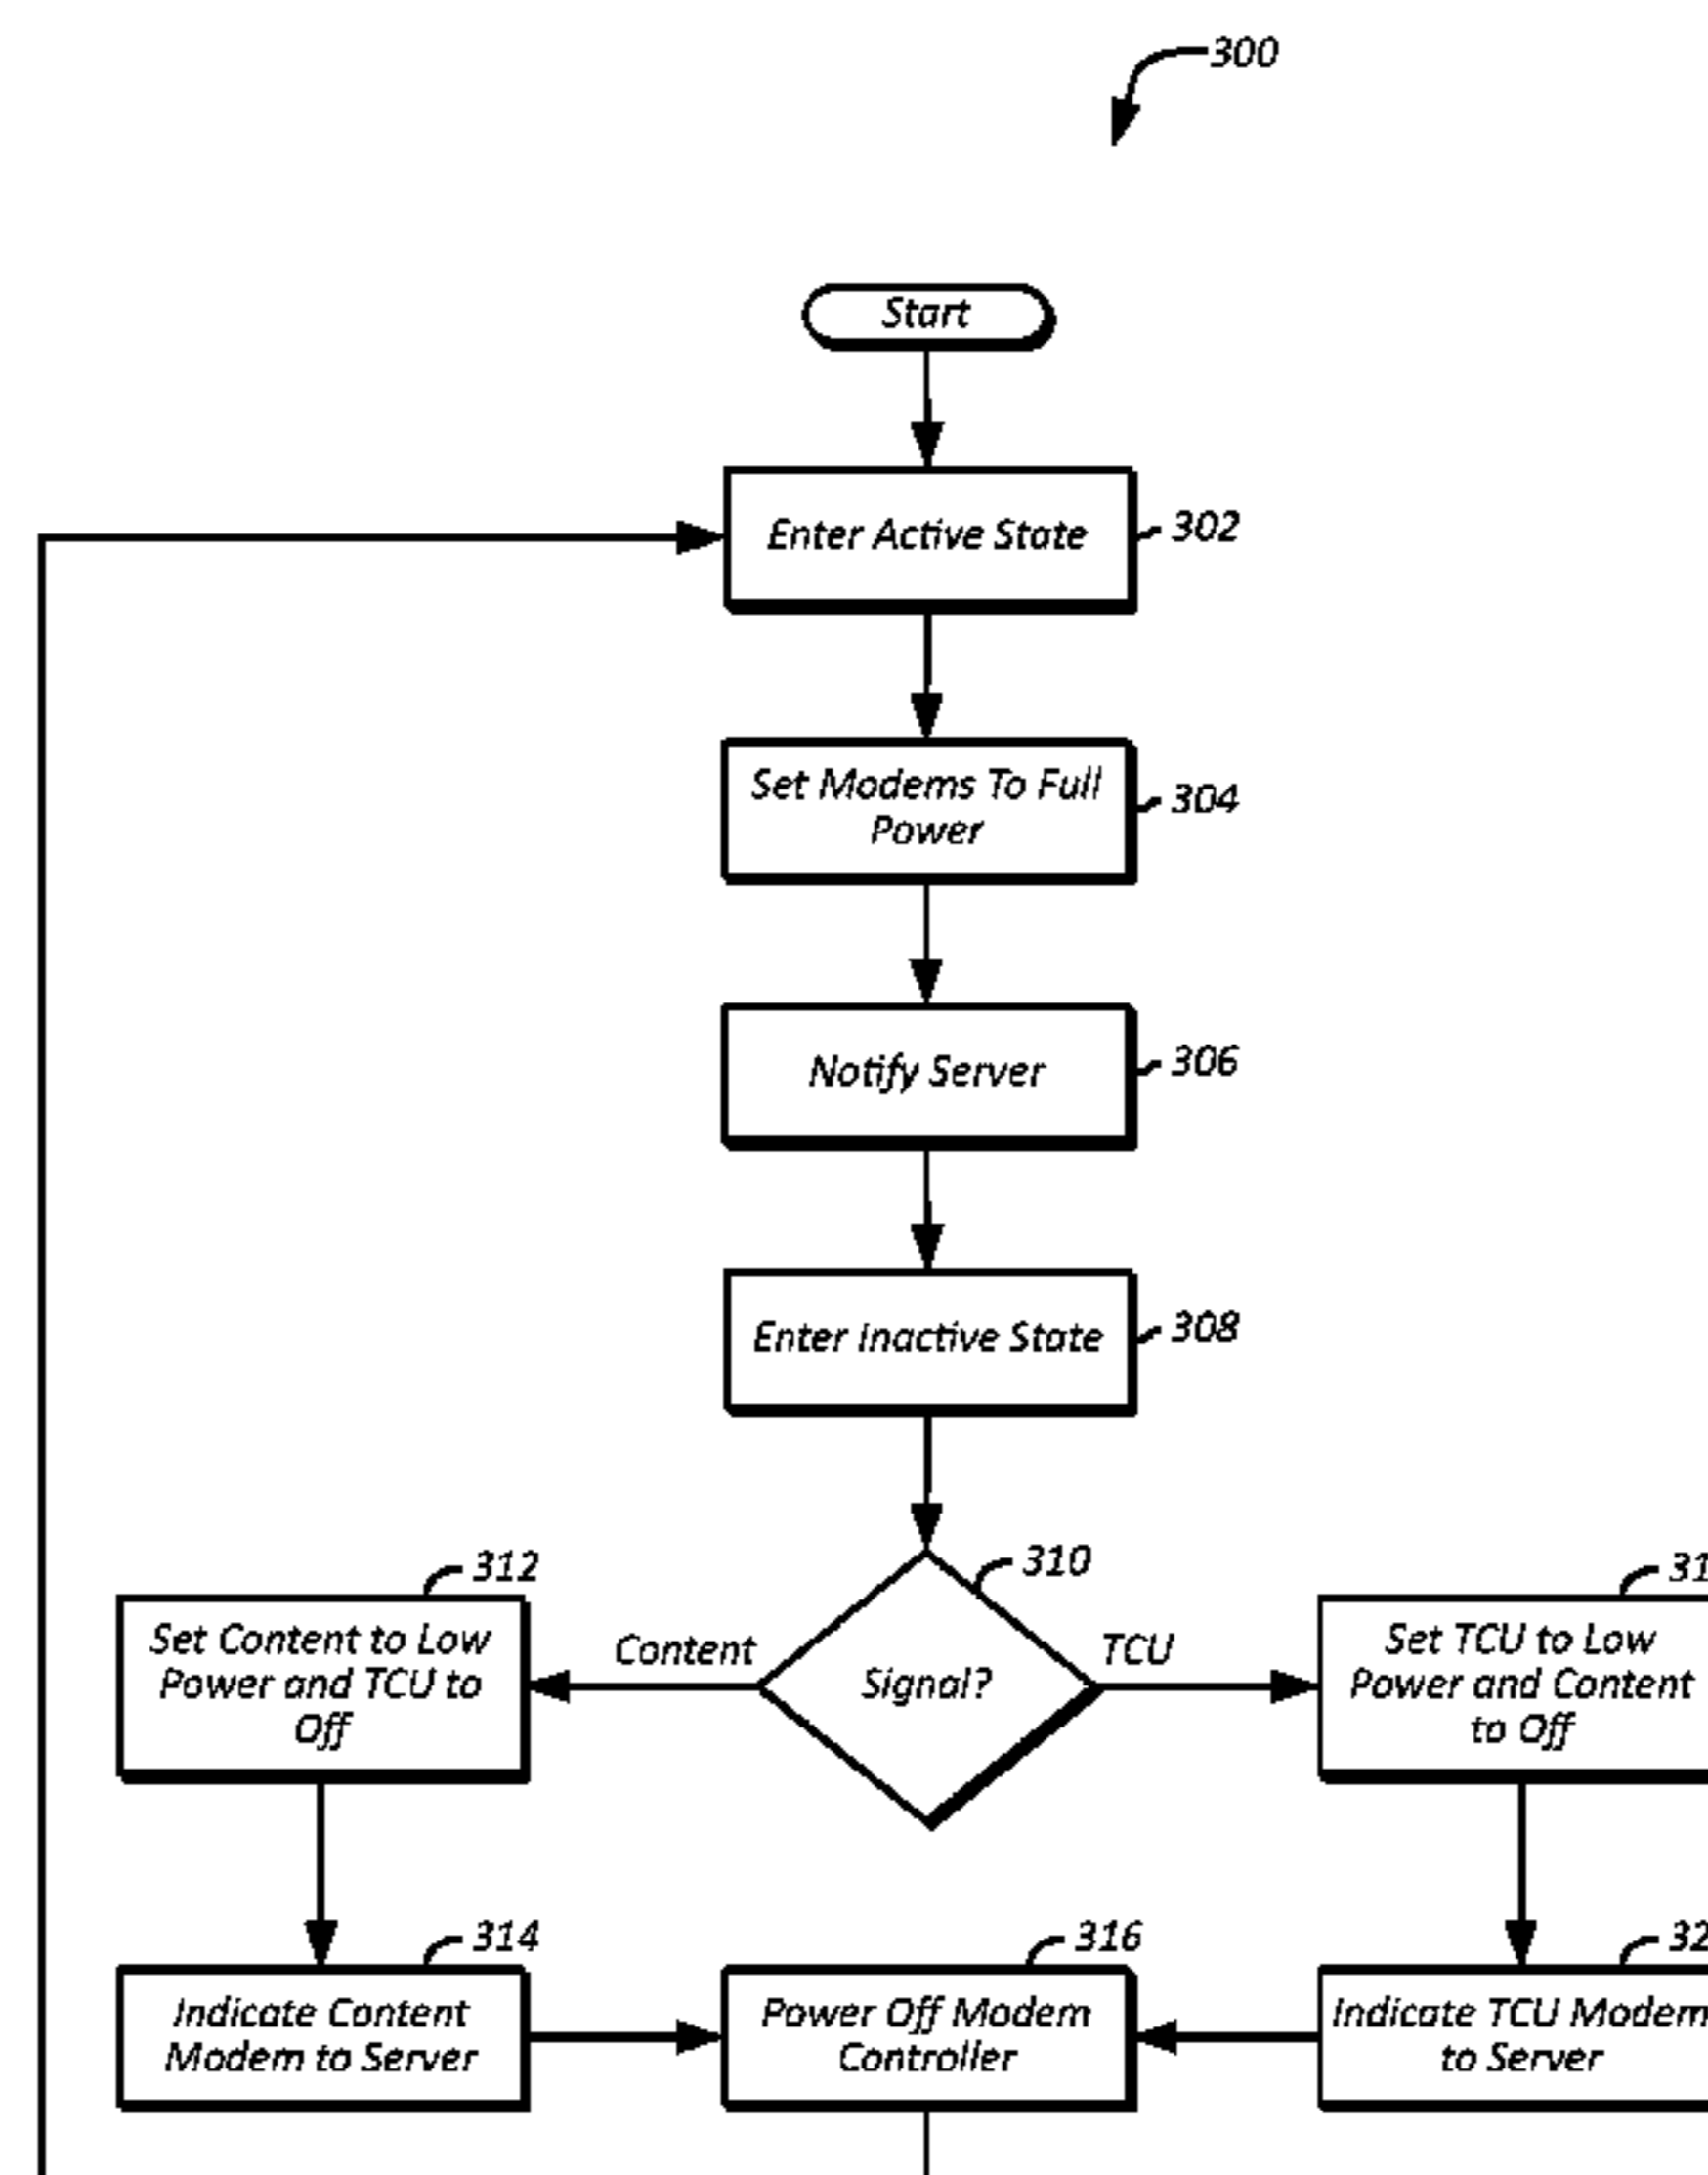 300
Start
Enter Active State
302
Set Modems To Full
Power
304
Notify Server
306
Enter Inactive State
308
310
Signal?
Content
TCU
312
Set Content to Low
Power and TCU to
Off
Set TCU to Low
Power and Content
to Off
314
Indicate Content
Modem to Server
316
Power Off Modem
Controller
Indicate TCU Modem
to Server